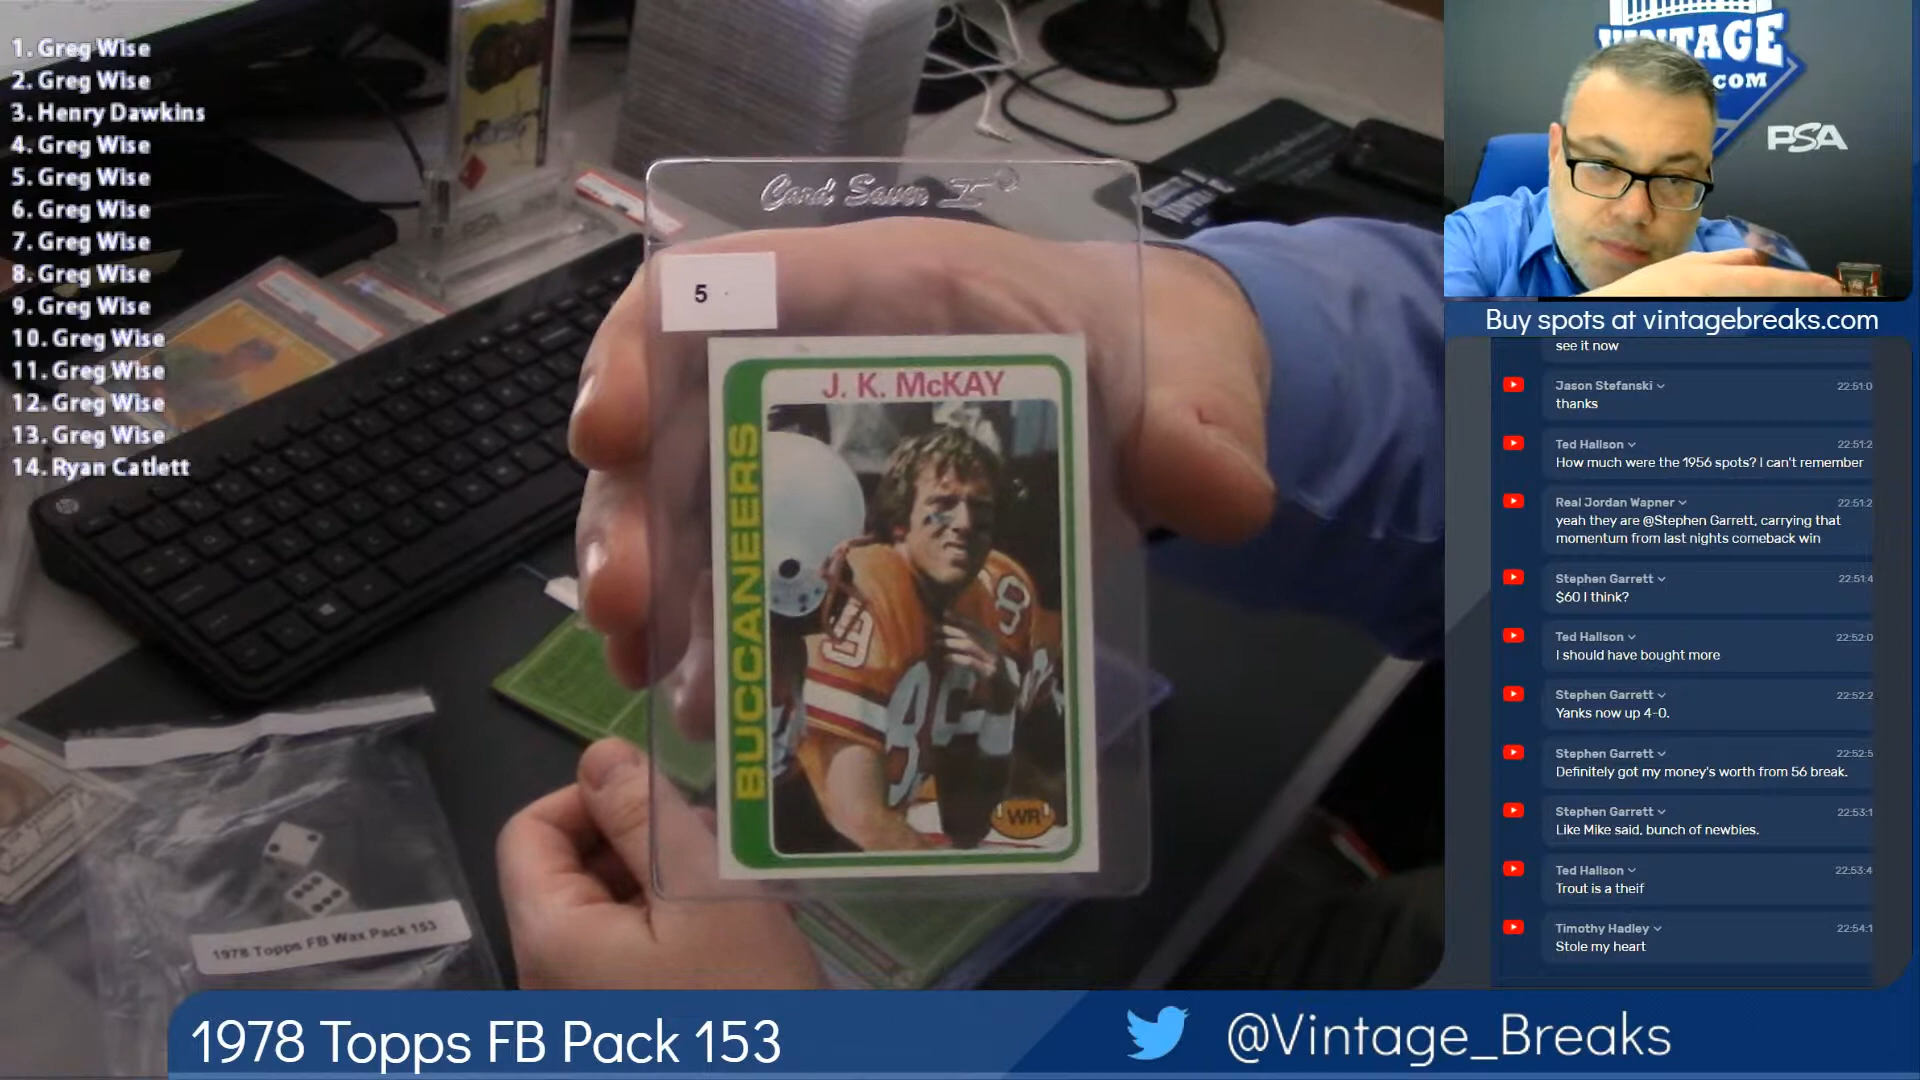 1. Greg Wise
2. Greg Wise
3. Henry Dawkins
4. Greg Wise
5. Greg Wise
6. Greg Wise
7. Greg Wise
8. Greg Wise
9. Greg Wise
10. Greg Wise
11. Greg Wise
12. Greg Wise
13. Greg Wise
14. Ryan Catlett
Card Saver I
5
J. K. McKAY
BUCCANEERS
89
8
WR
1978 Topps FB Wax Pack 153
VINTAGE
.COM
PSA
Buy spots at vintagebreaks.com
see it now
Jason Stefanski 22:51:0
thanks
Ted Hallson 22:51:2
How much were the 1956 spots? I can't remember
Real Jordan Wapner 22:51:2
yeah they are @Stephen Garrett, carrying that
momentum from last nights comeback win
Stephen Garrett 22:51:4
$60 I think?
Ted Hallson 22:52:0
I should have bought more
Stephen Garrett 22:52:2
Yanks now up 4-0.
Stephen Garrett 22:52:5
Definitely got my money's worth from 56 break.
Stephen Garrett 22:53:1
Like Mike said, bunch of newbies.
Ted Hallson 22:53:4
Trout is a theif
Timothy Hadley 22:54:1
Stole my heart
1978 Topps FB Pack 153
@Vintage_Breaks